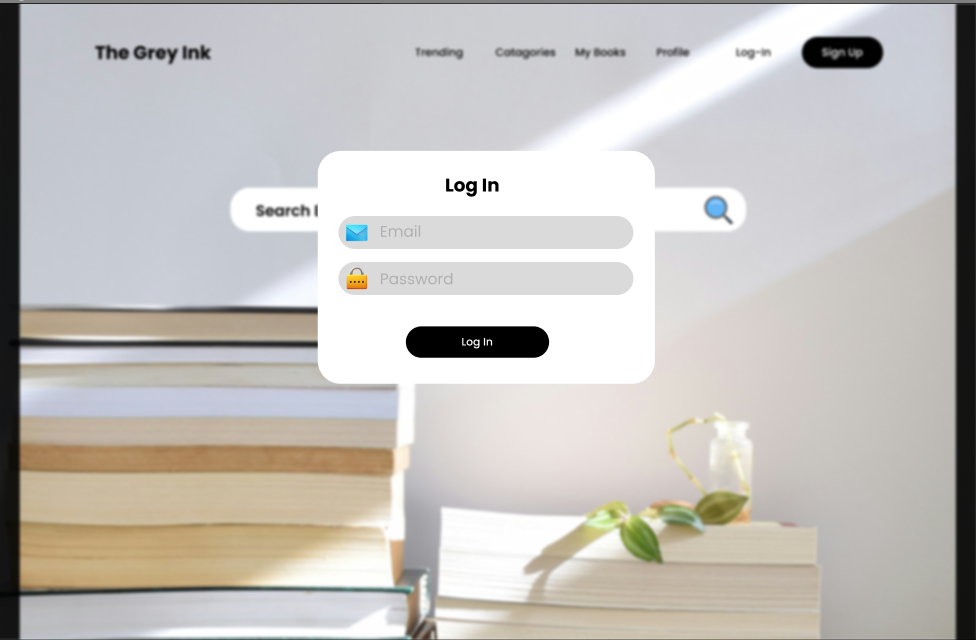 The Grey Ink
Trending Catagories My Books Profile Log-In Sign Up
Log In
Search
Email
Password
Log In